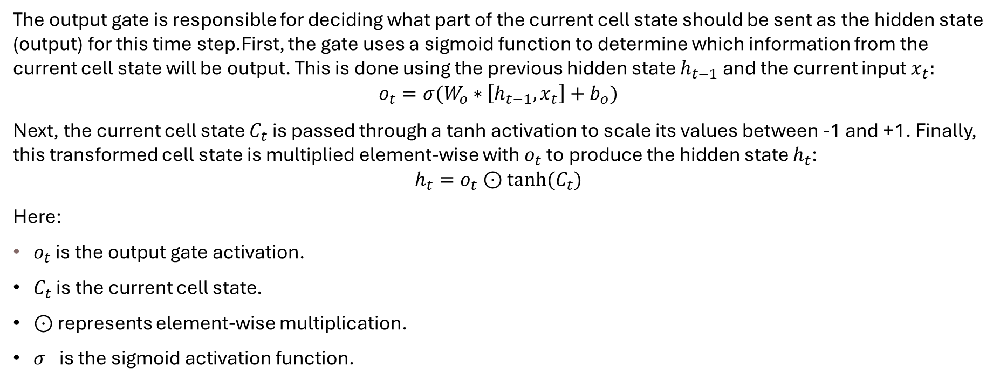 The output gate is responsible for deciding what part of the current cell state should be sent as the hidden state
(output) for this time step.First, the gate uses a sigmoid function to determine which information from the
current cell state will be output. This is done using the previous hidden state $h_{t-1}$ and the current input $x_t$:
$o_t = \sigma(W_o * [h_{t-1}, x_t] + b_o)$
Next, the current cell state $C_t$ is passed through a tanh activation to scale its values between -1 and +1. Finally,
this transformed cell state is multiplied element-wise with $o_t$ to produce the hidden state $h_t$:
$h_t = o_t \odot \tanh(C_t)$
Here:
• $o_t$ is the output gate activation.
• $C_t$ is the current cell state.
• $\odot$ represents element-wise multiplication.
• $\sigma$ is the sigmoid activation function.